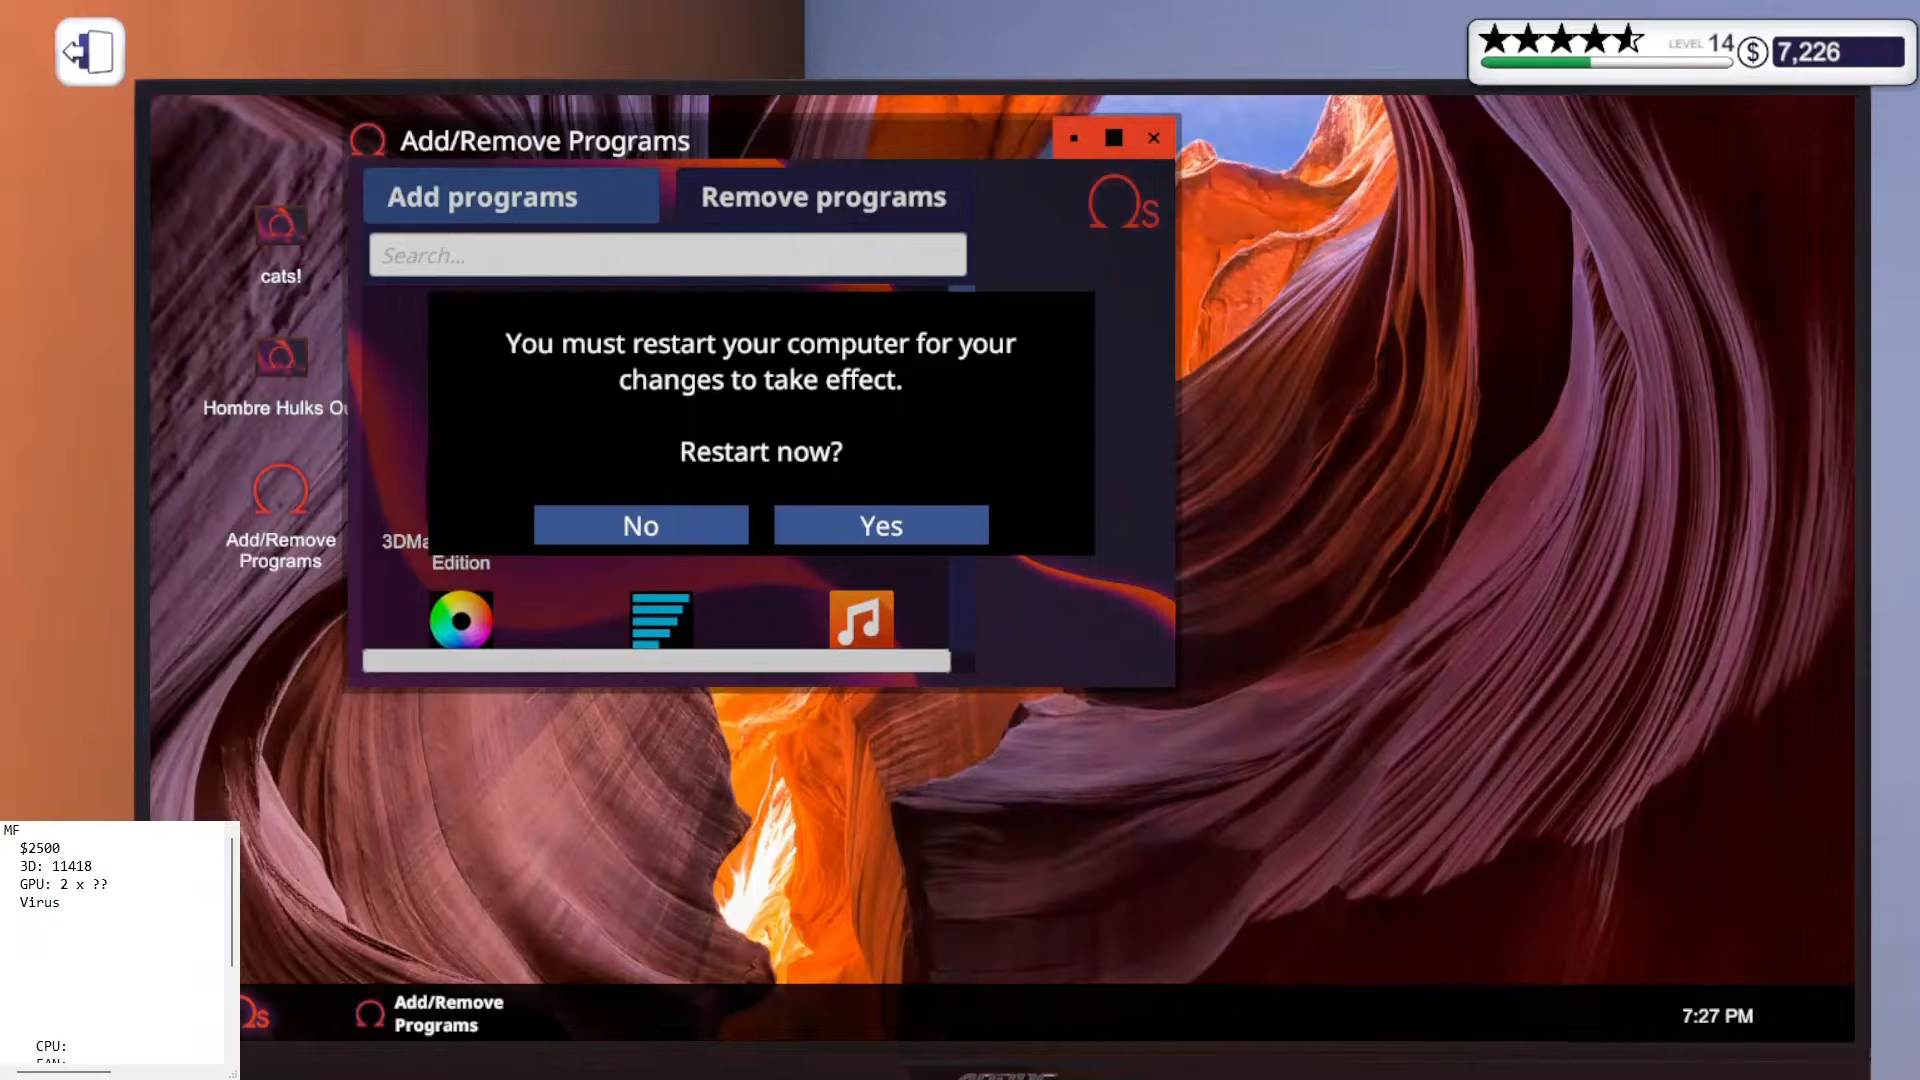 LEVEL 14
$ 7,226
Add/Remove Programs
Add programs
Remove programs
Ωs
Search...
cats!
You must restart your computer for your
changes to take effect.
Hombre Hulks
Restart now?
No
Yes
Add/Remove
Programs
Edition
MF
$2500
3D: 11418
GPU: 2 x ??
Virus
Add/Remove
Programs
7:27 PM
CPU: